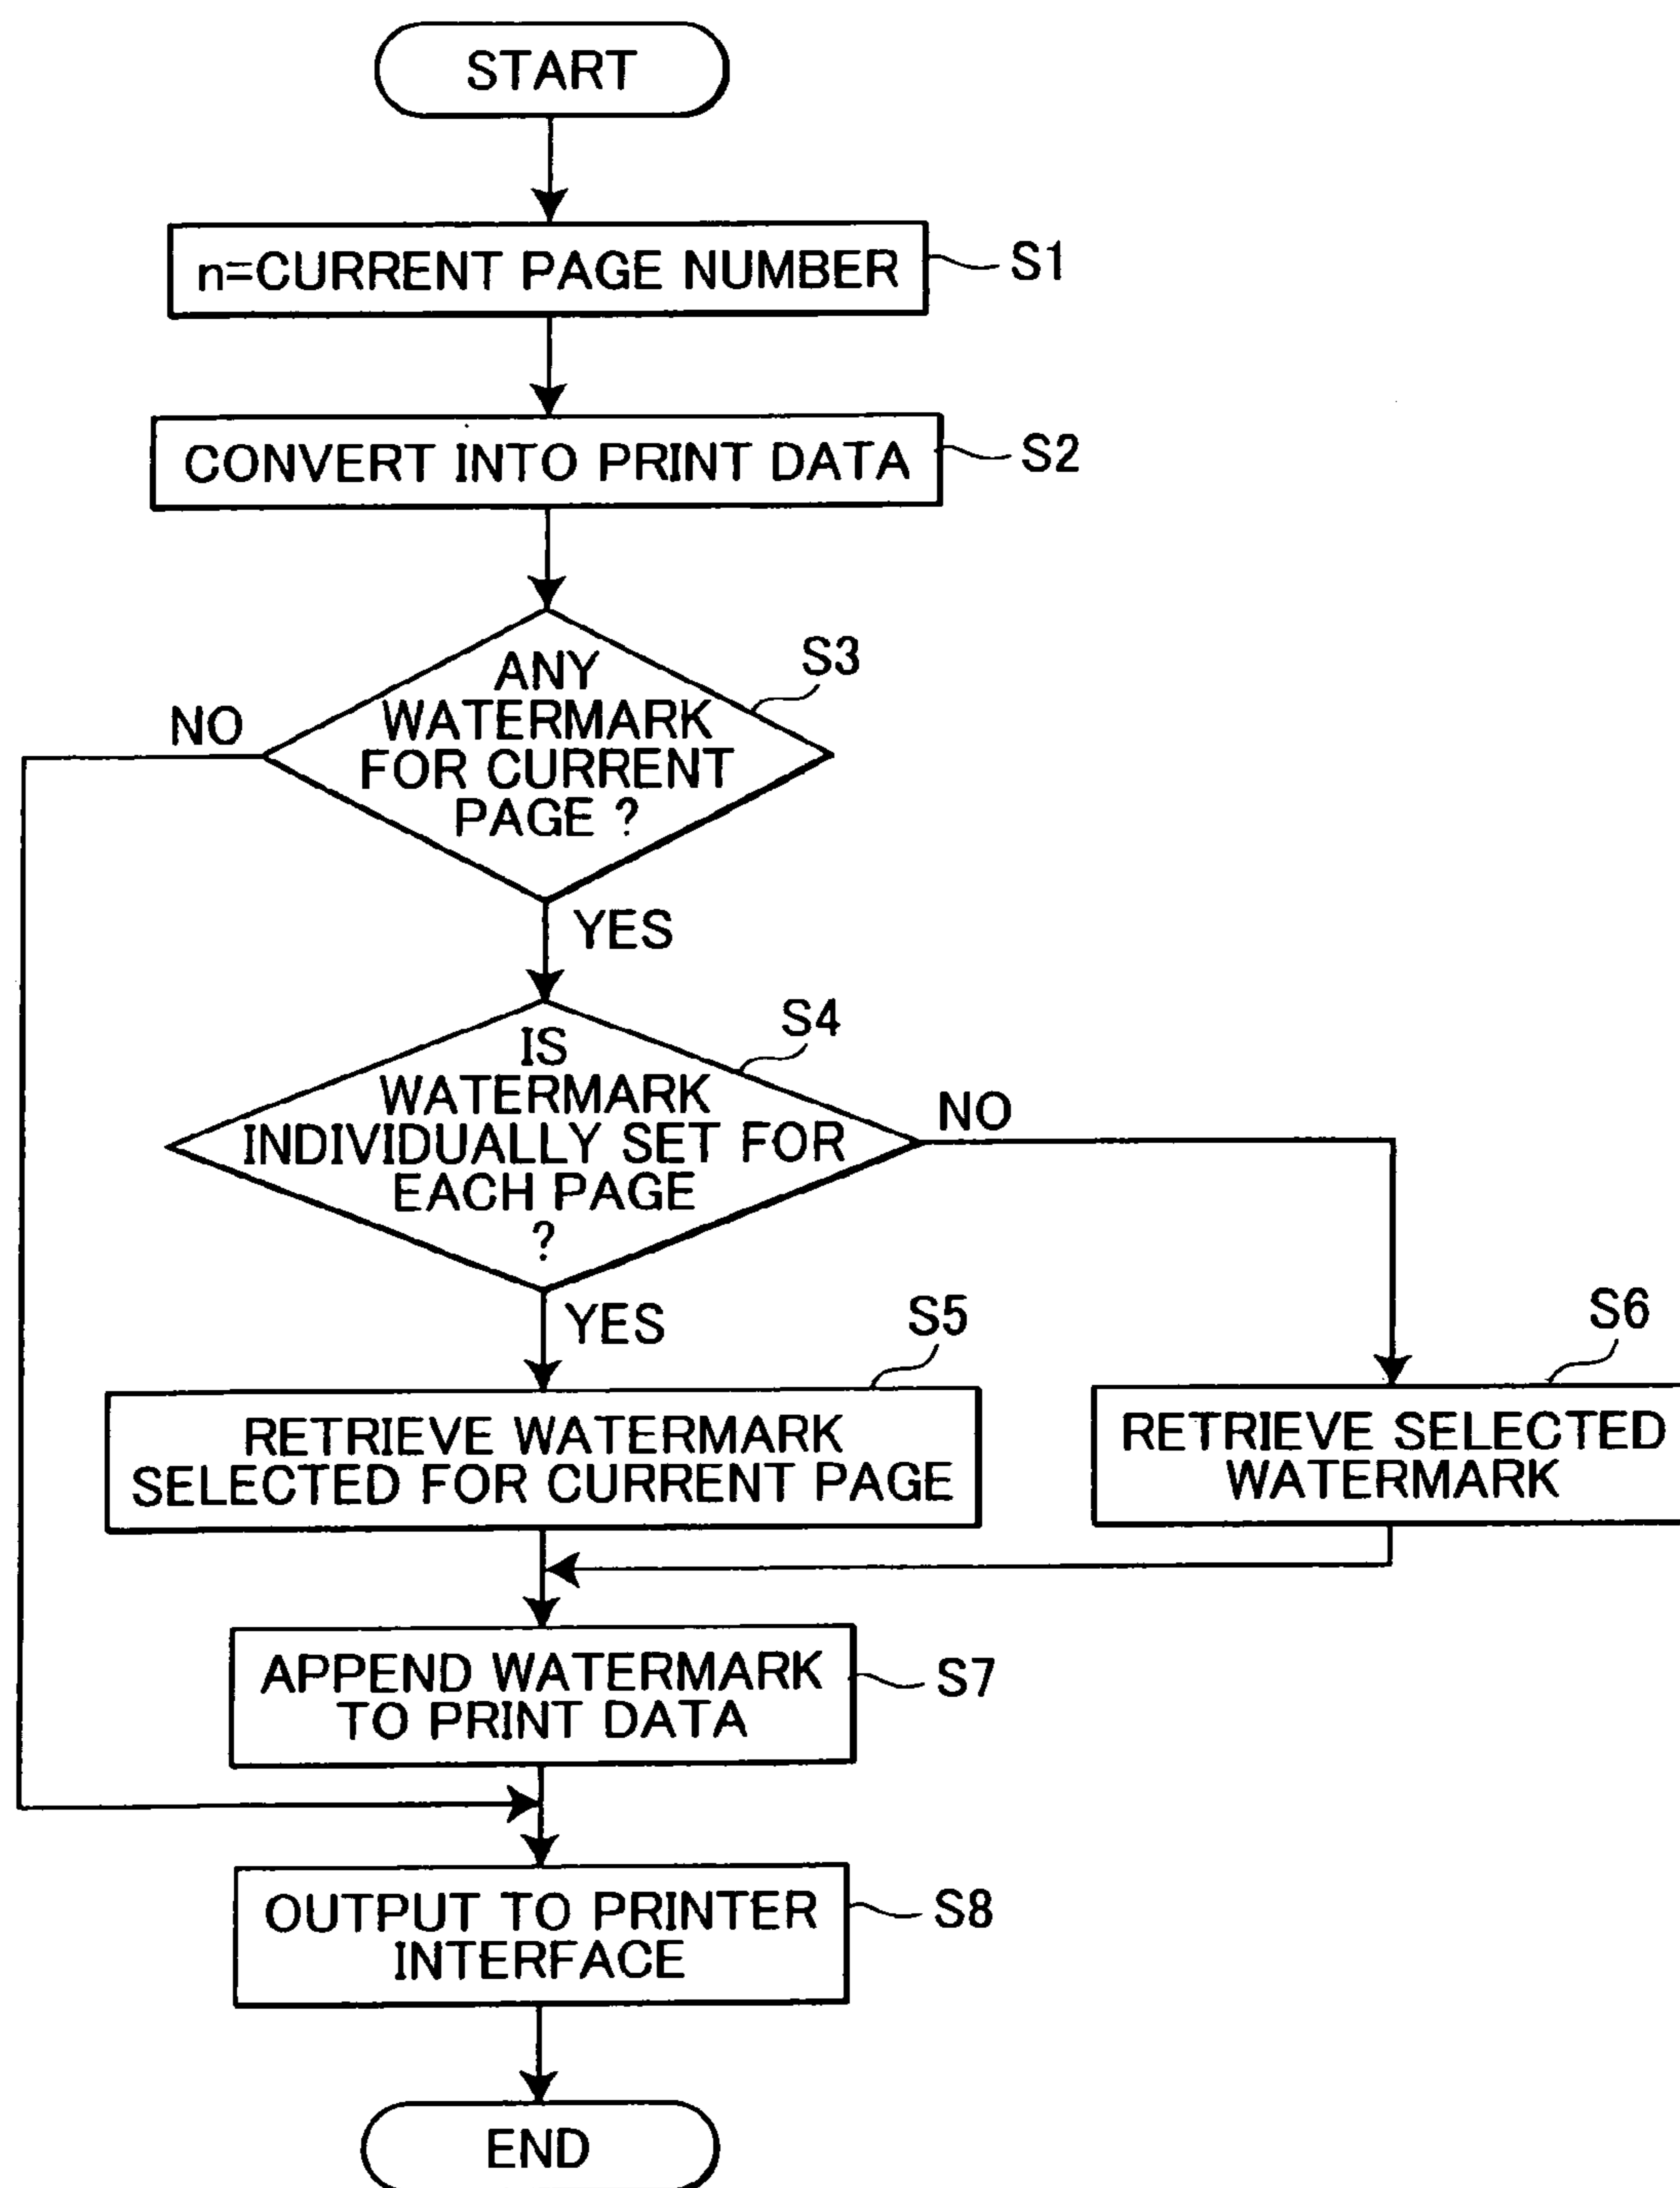 START
n=CURRENT PAGE NUMBER
S1
CONVERT INTO PRINT DATA
S2
ANY
WATERMARK
FOR CURRENT
PAGE ?
S3
NO
YES
IS
WATERMARK
INDIVIDUALLY SET FOR
EACH PAGE
?
S4
NO
YES
RETRIEVE WATERMARK
SELECTED FOR CURRENT PAGE
S5
RETRIEVE SELECTED
WATERMARK
S6
APPEND WATERMARK
TO PRINT DATA
S7
OUTPUT TO PRINTER
INTERFACE
S8
END